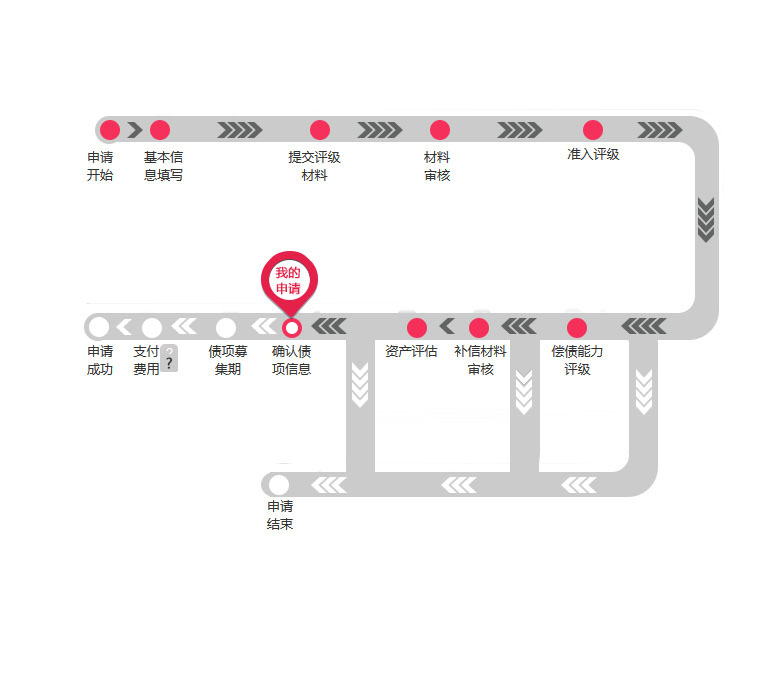 申请
开始
基本信
息填写
提交评级
材料
材料
审核
准入评级
我的
申请
申请
成功
支付
费用
?
?
债项募
集期
确认债
项信息
资产评估
补信材料
审核
偿债能力
评级
申请
结束